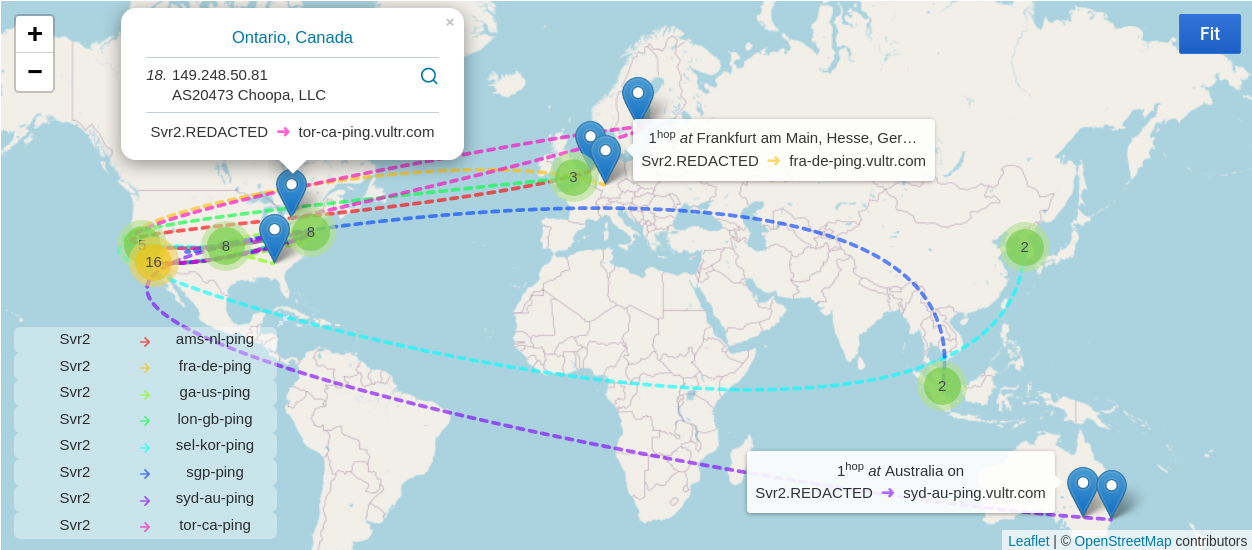 +
−
×
Ontario, Canada
18. 149.248.50.81
AS20473 Choopa, LLC
Svr2.REDACTED ➜ tor-ca-ping.vultr.com
Fit
1hop at Frankfurt am Main, Hesse, Ger…
Svr2.REDACTED ➜ fra-de-ping.vultr.com
3
5
8
8
16
2
2
Svr2 → ams-nl-ping
Svr2 → fra-de-ping
Svr2 → ga-us-ping
Svr2 → lon-gb-ping
Svr2 → sel-kor-ping
Svr2 → sgp-ping
Svr2 → syd-au-ping
Svr2 → tor-ca-ping
1hop at Australia on
Svr2.REDACTED ➜ syd-au-ping.vultr.com
Leaflet | © OpenStreetMap contributors